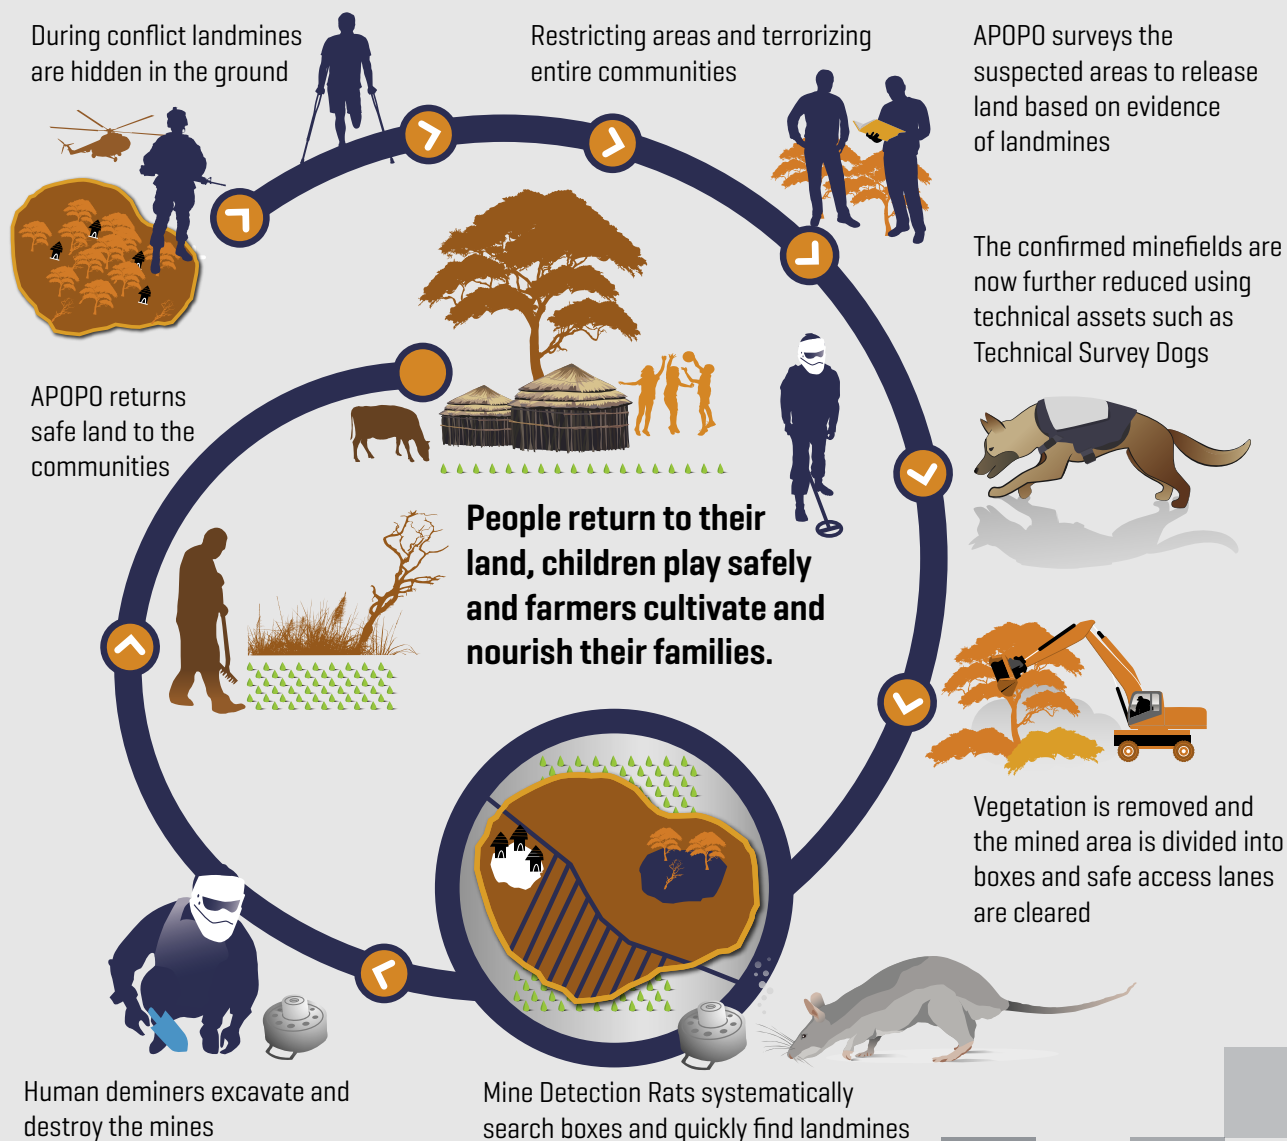 During conflict landmines
are hidden in the ground
Restricting areas and terrorizing
entire communities
APOPO surveys the
suspected areas to release
land based on evidence
of landmines
The confirmed minefields are
now further reduced using
technical assets such as
Technical Survey Dogs
Vegetation is removed and
the mined area is divided into
boxes and safe access lanes
are cleared
Mine Detection Rats systematically
search boxes and quickly find landmines
Human deminers excavate and
destroy the mines
APOPO returns
safe land to the
communities
People return to their
land, children play safely
and farmers cultivate and
nourish their families.